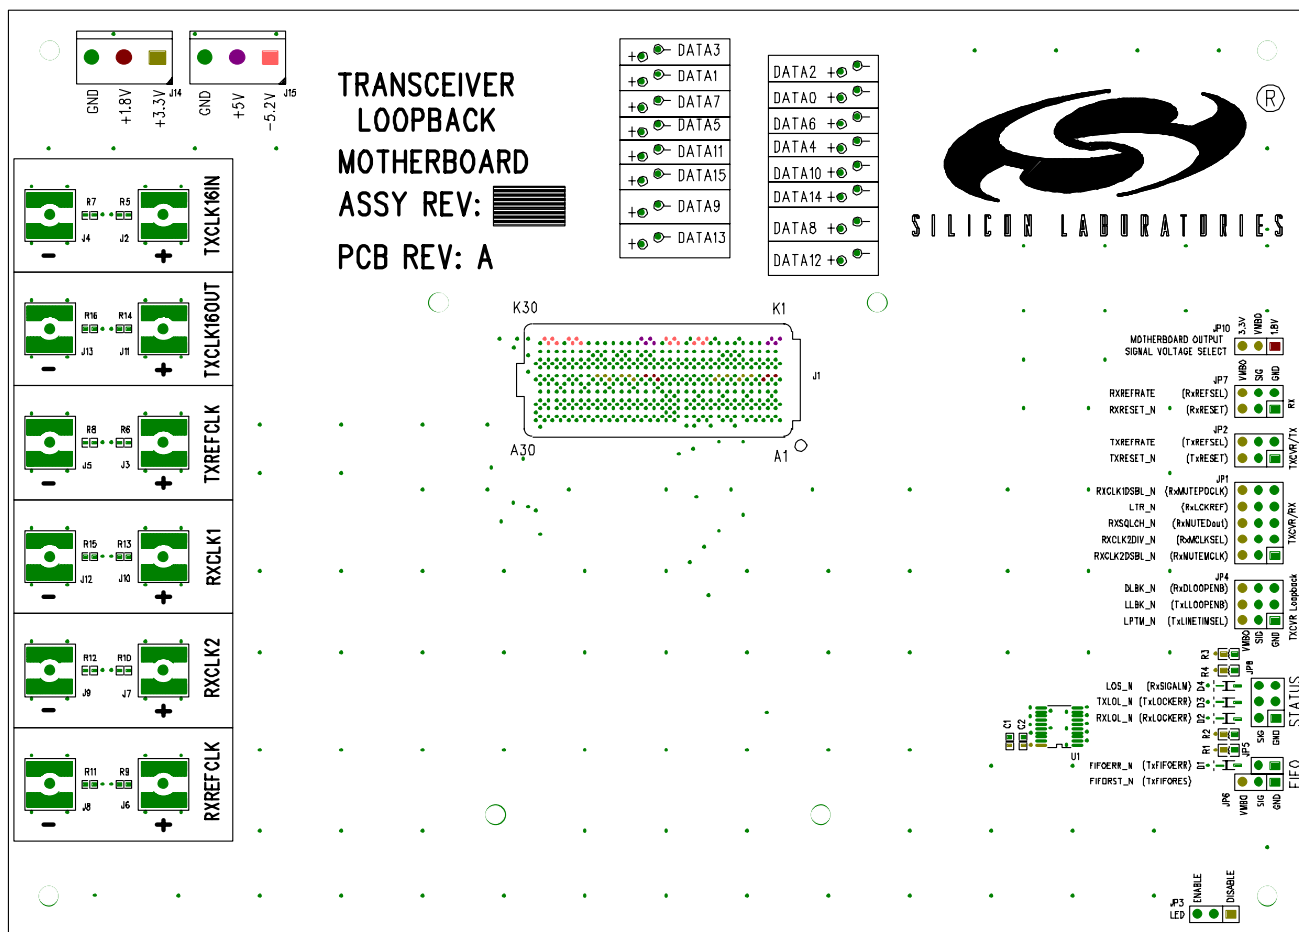 GND
+1.8V
+3.3V
J14
GND
+5V
-5.2V
J15
TRANSCEIVER
LOOPBACK
MOTHERBOARD
ASSY REV:
PCB REV: A
+ DATA3
+ DATA1
+ DATA7
+ DATA5
+ DATA11
+ DATA15
+ DATA9
+ DATA13
DATA2 +
DATA0 +
DATA6 +
DATA4 +
DATA10 +
DATA14 +
DATA8 +
DATA12 +
®
SILICON LABORATORIES
R7 R5
J4 J2
- +
TXCLK16IN
R16 R14
J13 J11
- +
TXCLK16OUT
R8 R6
J5 J3
- +
TXREFCLK
R15 R13
J12 J10
- +
RXCLK1
R12 R10
J9 J7
- +
RXCLK2
R11 R9
J8 J6
- +
RXREFCLK
K30 K1
J1
A30 A1
JP10
3.3V
VMBO
1.8V
MOTHERBOARD OUTPUT
SIGNAL VOLTAGE SELECT
JP7
VMBO
SIG
GND
RXREFRATE (RxREFSEL)
RXRESET_N (RxRESET)
RX
JP2
TXREFRATE (TxREFSEL)
TXRESET_N (TxRESET)
TXCVR/TX
JP1
RXCLK1DSBL_N (RxMUTEPOCLK)
LTR_N (RxLCKREF)
RXSQLCH_N (RxMUTEDout)
RXCLK2DIV_N (RxMCLKSEL)
RXCLK2DSBL_N (RxMUTEMCLK)
TXCVR/RX
JP4
DLBK_N (RxDLOOPENB)
LLBK_N (TxLLOOPENB)
LPTM_N (TxLINETIMSEL)
TXCVR Loopback
VMBO
SIG
GND
R3
R4
JP8
LOS_N (RxSIGALM) D4
TXLOL_N (TxLOCKERR) D3
RXLOL_N (RxLOCKERR) D2
STATUS
SIG
GND
R2
R1
JP5
C1
C2
U1
FIFOERR_N (TxFIFOERR) D1
FIFORST_N (TxFIFORES)
FIFO
JP6
VMBO
SIG
GND
JP3
LED
ENABLE
DISABLE